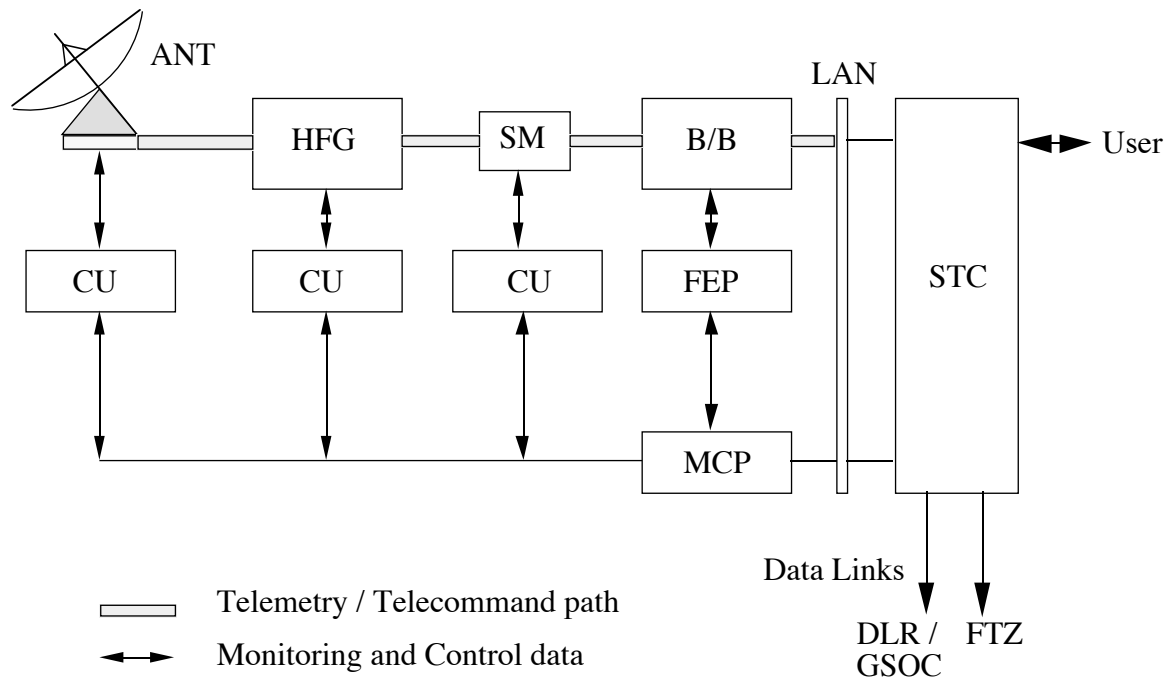 ANT
LAN
HFG
SM
B/B
User
CU
CU
CU
FEP
STC
MCP
Data Links
Telemetry / Telecommand path
DLR / FTZ
GSOC
Monitoring and Control data